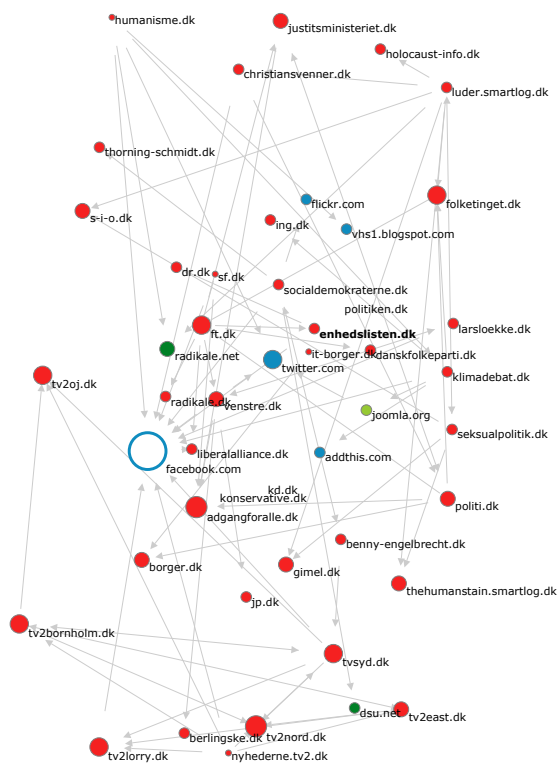 humanisme.dk
justitsministeriet.dk
holocaust-info.dk
christiansvenner.dk
luder.smartlog.dk
thorning-schmidt.dk
flickr.com
folketinget.dk
s-i-o.dk
ing.dk
vhs1.blogspot.com
dr.dk
sf.dk
socialdemokraterne.dk
politiken.dk
ft.dk
enhedslisten.dk
larsloekke.dk
radikale.net
it-borger.dk
danskfolkeparti.dk
twitter.com
klimadebat.dk
tv2oj.dk
radikale.dk
venstre.dk
joomla.org
seksualpolitik.dk
liberalalliance.dk
addthis.com
facebook.com
kd.dk
konservative.dk
politi.dk
adgangforalle.dk
benny-engelbrecht.dk
borger.dk
gimel.dk
thehumanstain.smartlog.dk
jp.dk
tv2bornholm.dk
tvsyd.dk
dsu.net
tv2east.dk
berlingske.dk
tv2nord.dk
tv2lorry.dk
nyhederne.tv2.dk